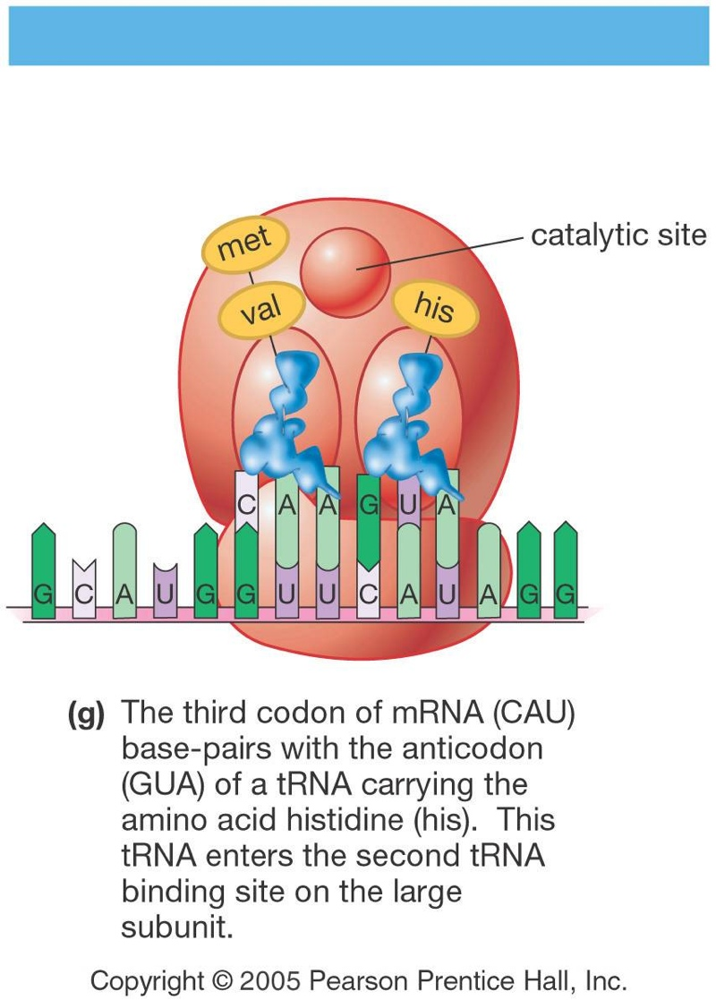 met
catalytic site
val
his
C A A G U A
G C A U G G U U C A U A G G
(g) The third codon of mRNA (CAU)
base-pairs with the anticodon
(GUA) of a tRNA carrying the
amino acid histidine (his). This
tRNA enters the second tRNA
binding site on the large
subunit.
Copyright © 2005 Pearson Prentice Hall, Inc.